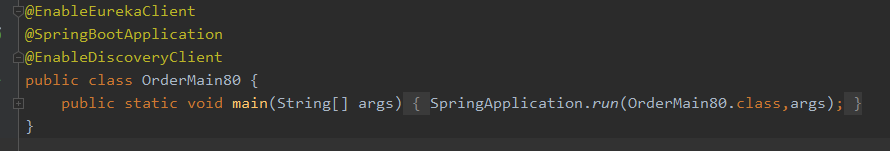 @EnableEurekaClient
@SpringBootApplication
@EnableDiscoveryClient
public class OrderMain80 {
    public static void main(String[] args) { SpringApplication.run(OrderMain80.class,args); }
}